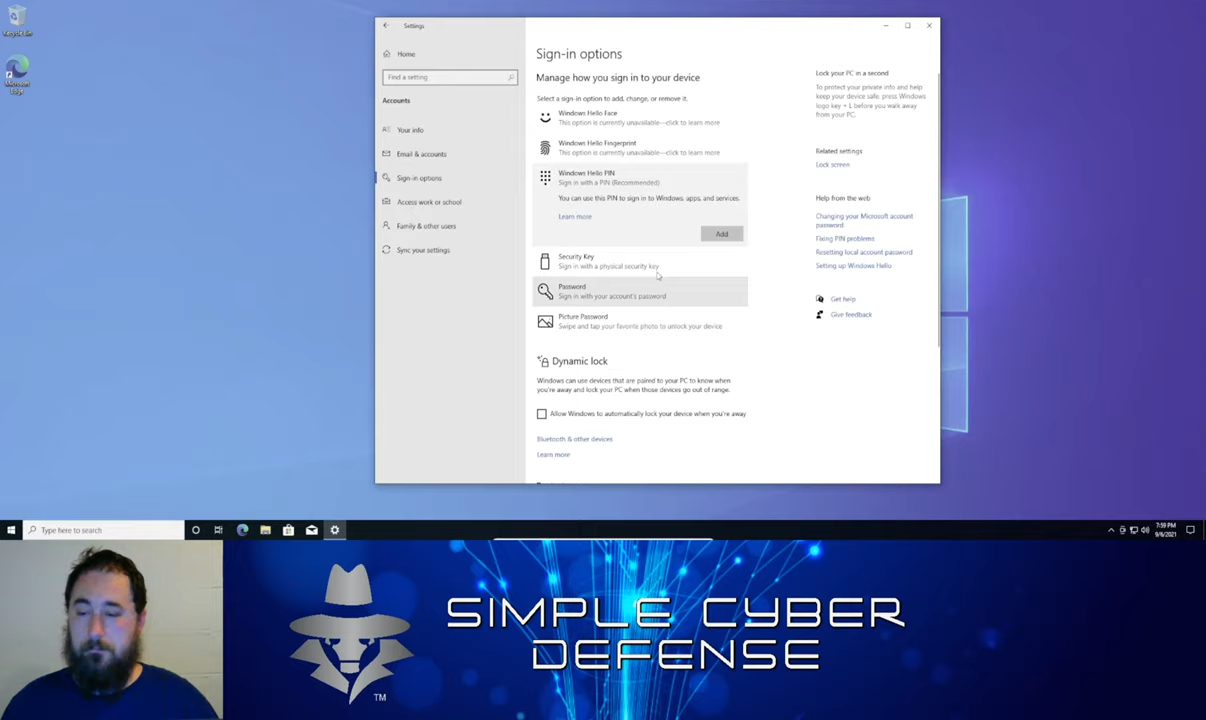 Recycle Bin
Microsoft
Edge
Settings
Home
Find a setting
Accounts
Your info
Email & accounts
Sign-in options
Access work or school
Family & other users
Sync your settings
Sign-in options
Manage how you sign in to your device
Select a sign-in option to add, change, or remove it.
Windows Hello Face
This option is currently unavailable—click to learn more
Windows Hello Fingerprint
This option is currently unavailable—click to learn more
Windows Hello PIN
Sign in with a PIN (Recommended)
You can use this PIN to sign in to Windows, apps, and services.
Learn more
Add
Security Key
Sign in with a physical security key
Password
Sign in with your account's password
Picture Password
Swipe and tap your favorite photo to unlock your device
Dynamic lock
Windows can use devices that are paired to your PC to know when
you're away and lock your PC when those devices go out of range.
Allow Windows to automatically lock your device when you're away
Bluetooth & other devices
Learn more
Lock your PC in a second
To protect your private info and help
keep your device safe, press Windows
logo key + L before you walk away
from your PC.
Related settings
Lock screen
Help from the web
Changing your Microsoft account
password
Fixing PIN problems
Resetting local account password
Setting up Windows Hello
Get help
Give feedback
Type here to search
7:59 PM
9/6/2021
SIMPLE CYBER
DEFENSE
TM